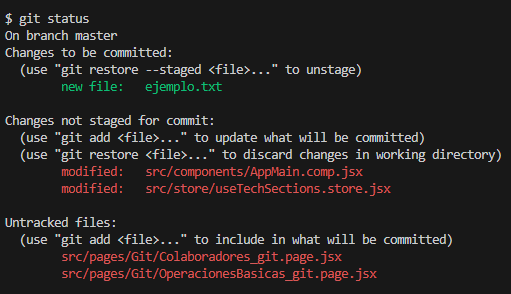 $ git status
On branch master
Changes to be committed:
  (use "git restore --staged <file>..." to unstage)
        new file:   ejemplo.txt

Changes not staged for commit:
  (use "git add <file>..." to update what will be committed)
  (use "git restore <file>..." to discard changes in working directory)
        modified:   src/components/AppMain.comp.jsx
        modified:   src/store/useTechSections.store.jsx

Untracked files:
  (use "git add <file>..." to include in what will be committed)
        src/pages/Git/Colaboradores_git.page.jsx
        src/pages/Git/OperacionesBasicas_git.page.jsx